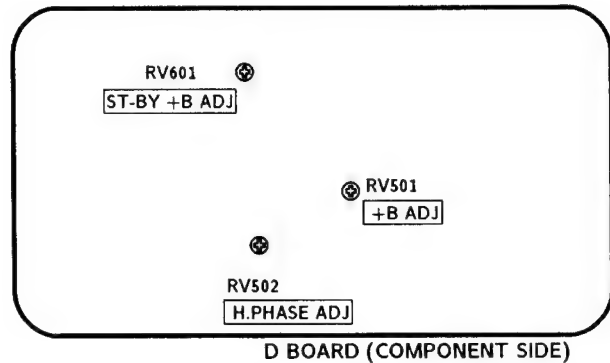 RV601
ST-BY +B ADJ
RV501
+B ADJ
RV502
H.PHASE ADJ
D BOARD (COMPONENT SIDE)